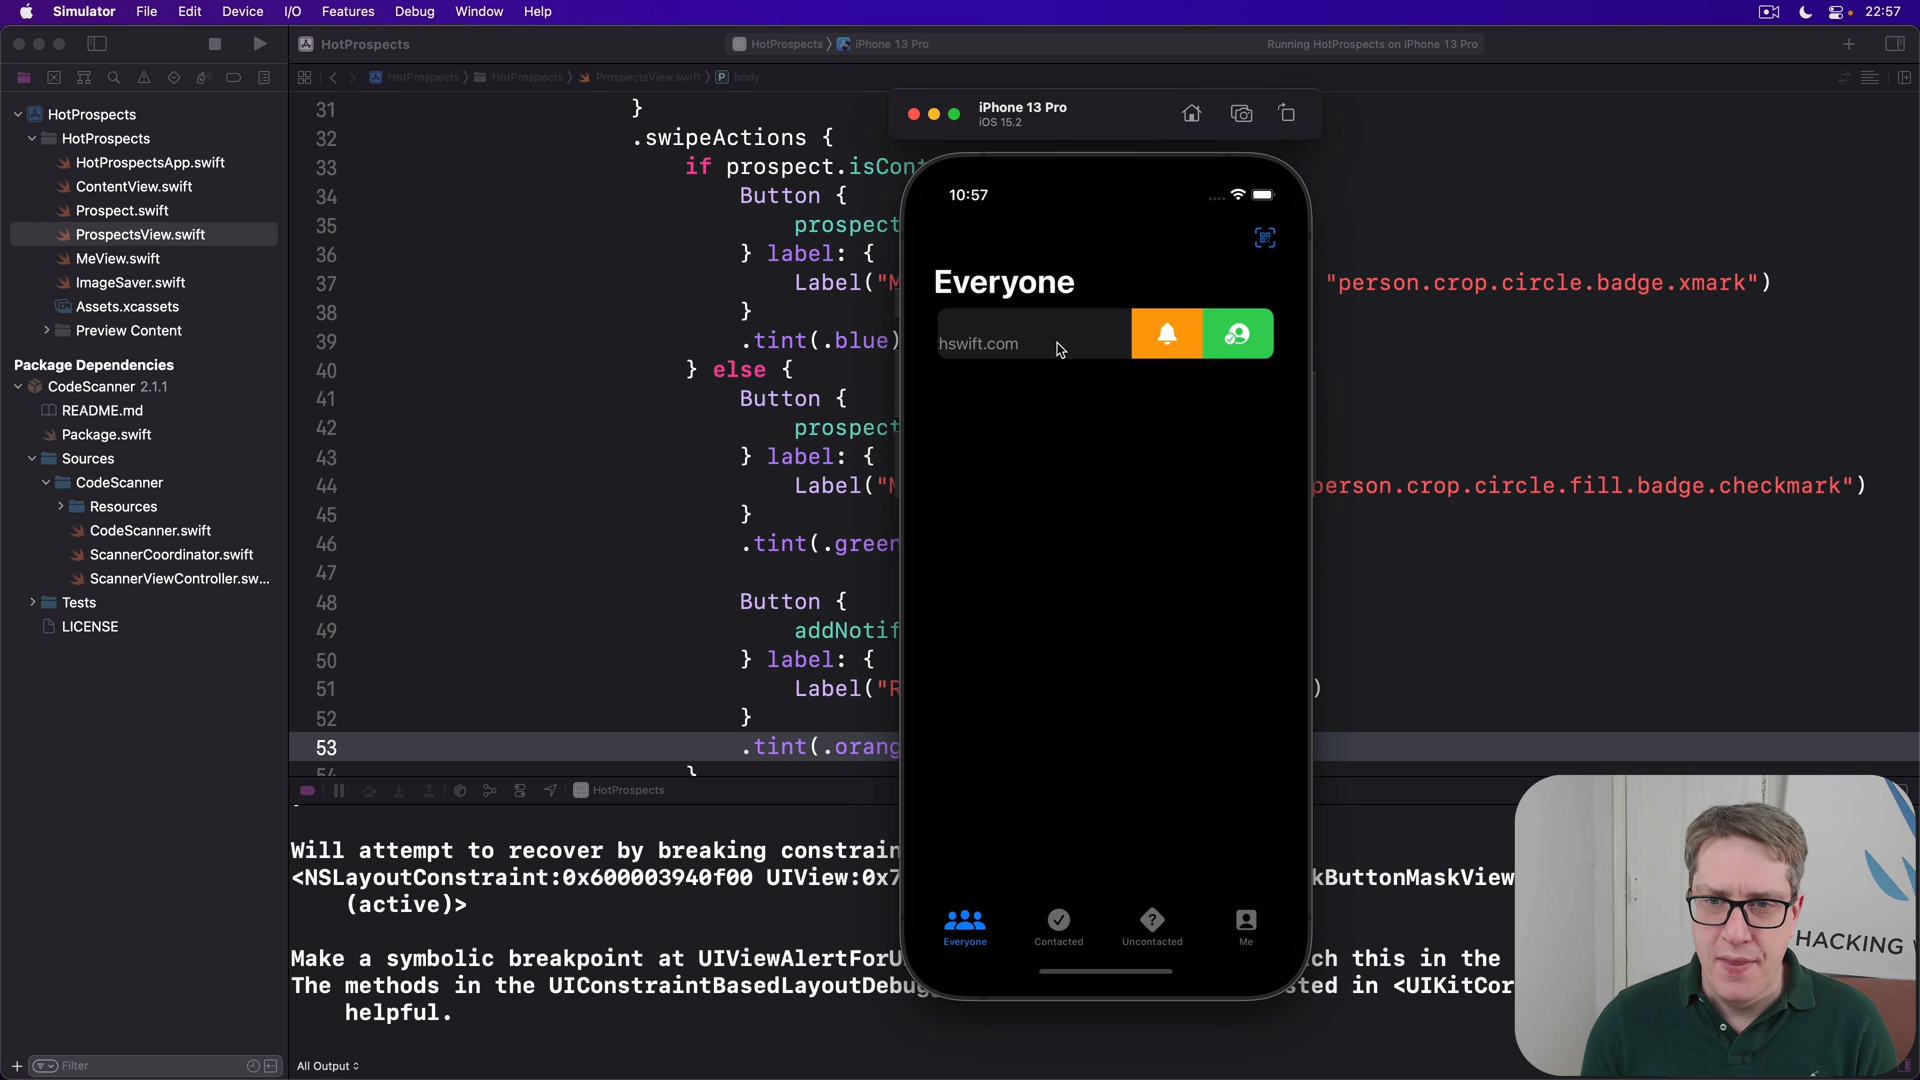 Simulator File Edit Device I/O Features Debug Window Help 22:57
HotProspects HotProspects iPhone 13 Pro Running HotProspects on iPhone 13 Pro
HotProspects HotProspects ProspectsView.swift P body
HotProspects
HotProspects
HotProspectsApp.swift
ContentView.swift
Prospect.swift
ProspectsView.swift
MeView.swift
ImageSaver.swift
Assets.xcassets
Preview Content
Package Dependencies
CodeScanner 2.1.1
README.md
Package.swift
Sources
CodeScanner
Resources
CodeScanner.swift
ScannerCoordinator.swift
ScannerViewController.sw...
Tests
LICENSE
Filter
31 }
32 .swipeActions {
33 if prospect.isCon
34 Button {
35 prospect
36 } label: {
37 Label("M "person.crop.circle.badge.xmark")
38 }
39 .tint(.blue)
40 } else {
41 Button {
42 prospect
43 } label: {
44 Label("M person.crop.circle.fill.badge.checkmark")
45 }
46 .tint(.green
47
48 Button {
49 addNotif
50 } label: {
51 Label("R )
52 }
53 .tint(.orang
54 }
HotProspects
Will attempt to recover by breaking constrain
<NSLayoutConstraint:0x600003940f00 UIView:0x7 kButtonMaskView
(active)>
Make a symbolic breakpoint at UIViewAlertForU ch this in the
The methods in the UIConstraintBasedLayoutDebug sted in <UIKitCor
helpful.
All Output
iPhone 13 Pro
iOS 15.2
10:57
Everyone
hswift.com
Everyone Contacted Uncontacted Me
HACKING